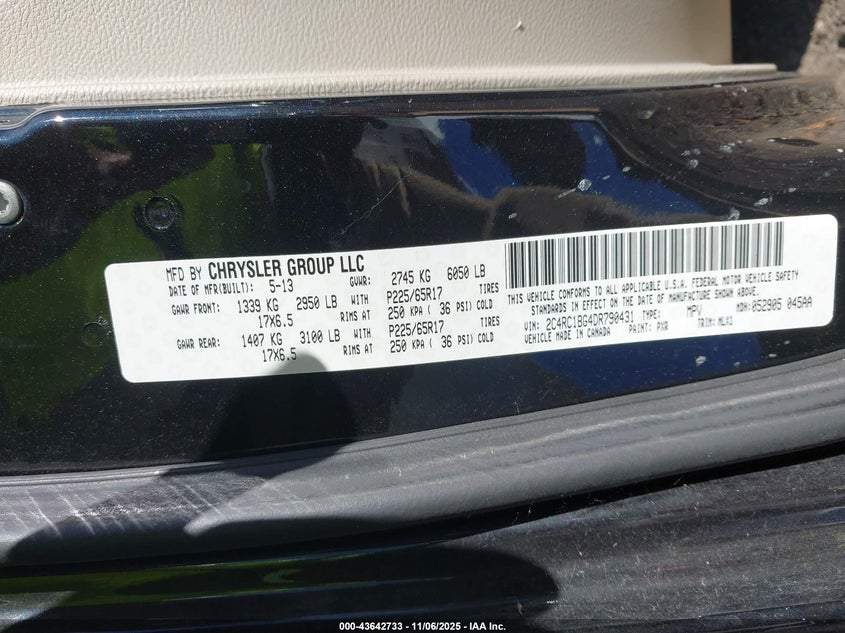 MFD BY CHRYSLER GROUP LLC
DATE OF MFR(BUILT): 5-13 GVWR: 2745 KG 6050 LB
GAWR FRONT: 1339 KG 2950 LB WITH P225/65R17 TIRES
17X6.5 RIMS AT 250 KPA ( 36 PSI) COLD
GAWR REAR: 1407 KG 3100 LB WITH P225/65R17 TIRES
17X6.5 RIMS AT 250 KPA ( 36 PSI) COLD
THIS VEHICLE CONFORMS TO ALL APPLICABLE U.S.A. FEDERAL MOTOR VEHICLE SAFETY
STANDARDS IN EFFECT ON THE DATE OF MANUFACTURE SHOWN ABOVE.
VIN: 2C4RC1BG4DR790431 TYPE: MPV MDH:052905 045AA
VEHICLE MADE IN CANADA PAINT: PXR TRIM: MLX1
000-43642733 - 11/06/2025 - IAA Inc.